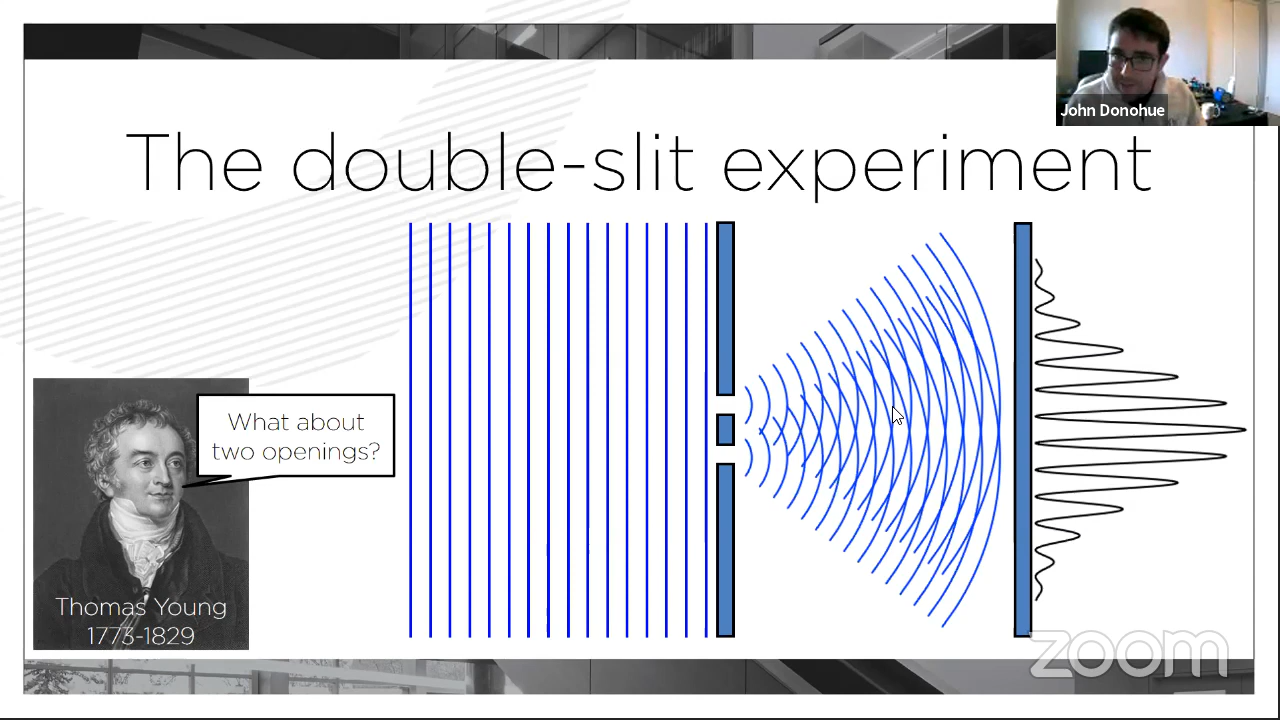 John Donohue
The double-slit experiment
What about
two openings?
Thomas Young
1773-1829
zoom